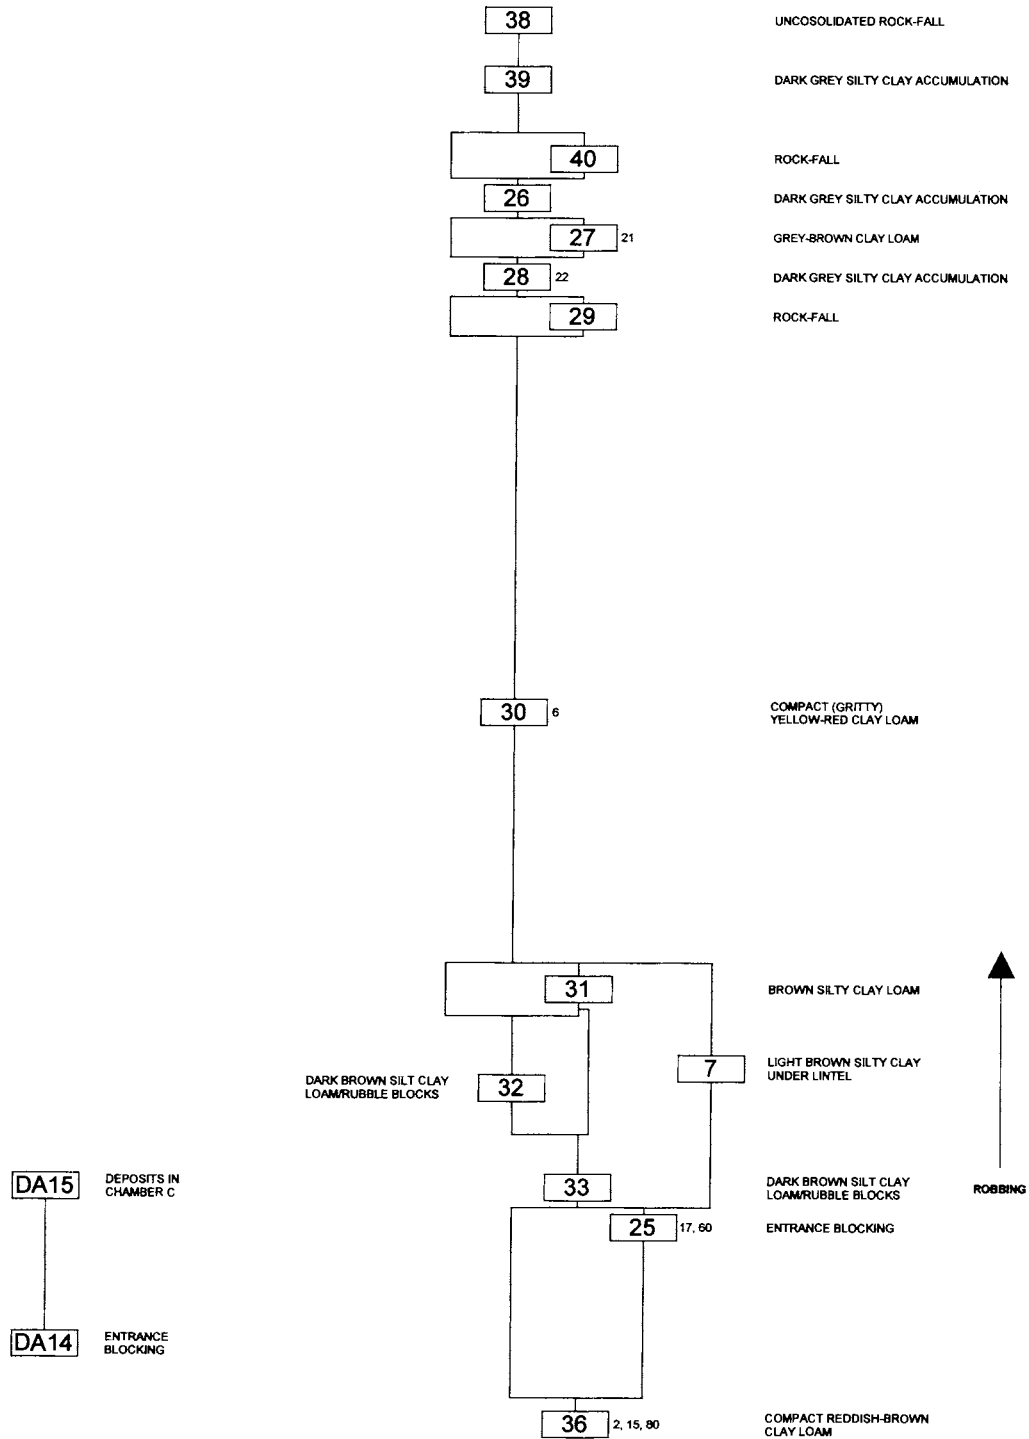 38 UNCOSOLIDATED ROCK-FALL
39 DARK GREY SILTY CLAY ACCUMULATION
40 ROCK-FALL
26 DARK GREY SILTY CLAY ACCUMULATION
27 21 GREY-BROWN CLAY LOAM
28 22 DARK GREY SILTY CLAY ACCUMULATION
29 ROCK-FALL
30 6 COMPACT (GRITTY)
YELLOW-RED CLAY LOAM
31 BROWN SILTY CLAY LOAM
7 LIGHT BROWN SILTY CLAY
UNDER LINTEL
DARK BROWN SILT CLAY
LOAM/RUBBLE BLOCKS
32
DA15 DEPOSITS IN
CHAMBER C
33 DARK BROWN SILT CLAY
LOAM/RUBBLE BLOCKS
ROBBING
25 17, 60 ENTRANCE BLOCKING
DA14 ENTRANCE
BLOCKING
36 2, 15, 80 COMPACT REDDISH-BROWN
CLAY LOAM